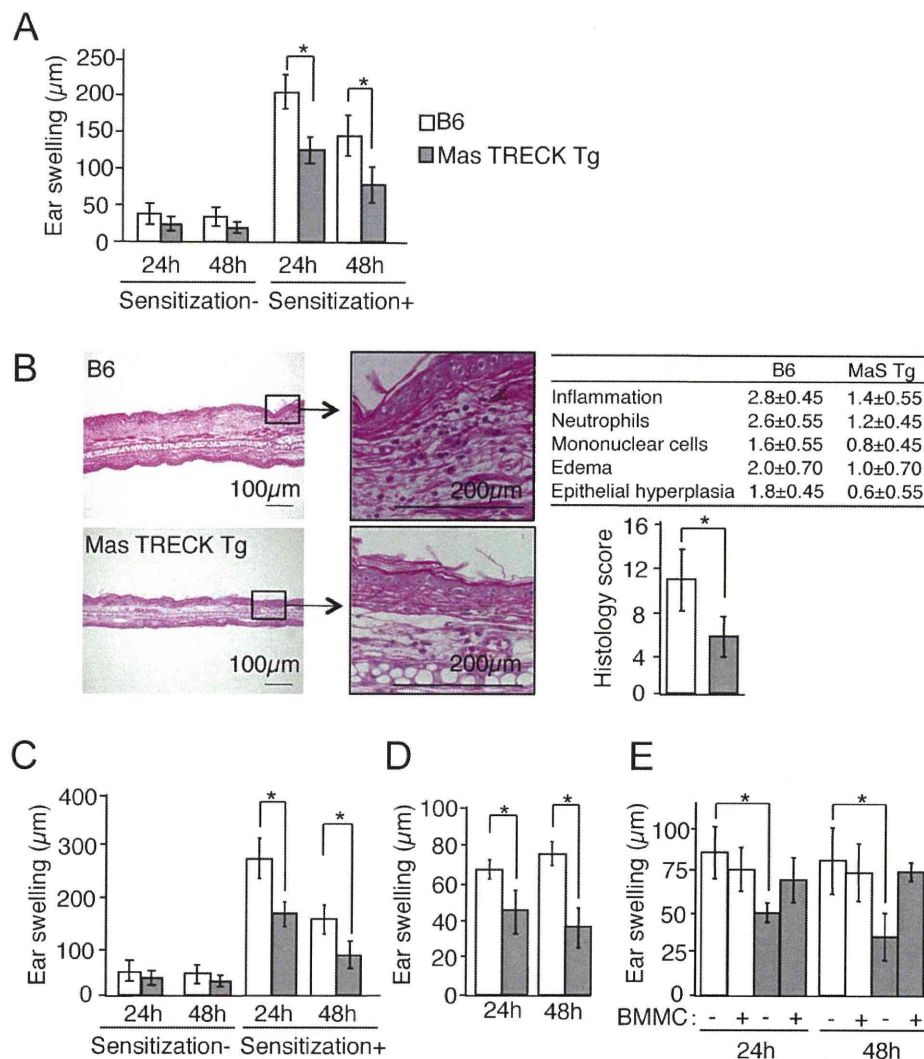 A
Ear swelling (µm)
250
200
150
100
50
0
*
*
B6
Mas TRECK Tg
24h 48h 24h 48h
Sensitization- Sensitization+
B
B6
100µm
200µm
Mas TRECK Tg
100µm
200µm
B6 MaS Tg
Inflammation 2.8±0.45 1.4±0.55
Neutrophils 2.6±0.55 1.2±0.45
Mononuclear cells 1.6±0.55 0.8±0.45
Edema 2.0±0.70 1.0±0.70
Epithelial hyperplasia 1.8±0.45 0.6±0.55
Histology score
16
12
8
4
0
*
C
Ear swelling (µm)
400
300
200
100
0
*
*
24h 48h 24h 48h
Sensitization- Sensitization+
D
Ear swelling (µm)
100
80
60
40
20
0
*
*
24h 48h
E
Ear swelling (µm)
100
75
50
25
0
*
*
BMMC: - + - + - + - +
24h 48h